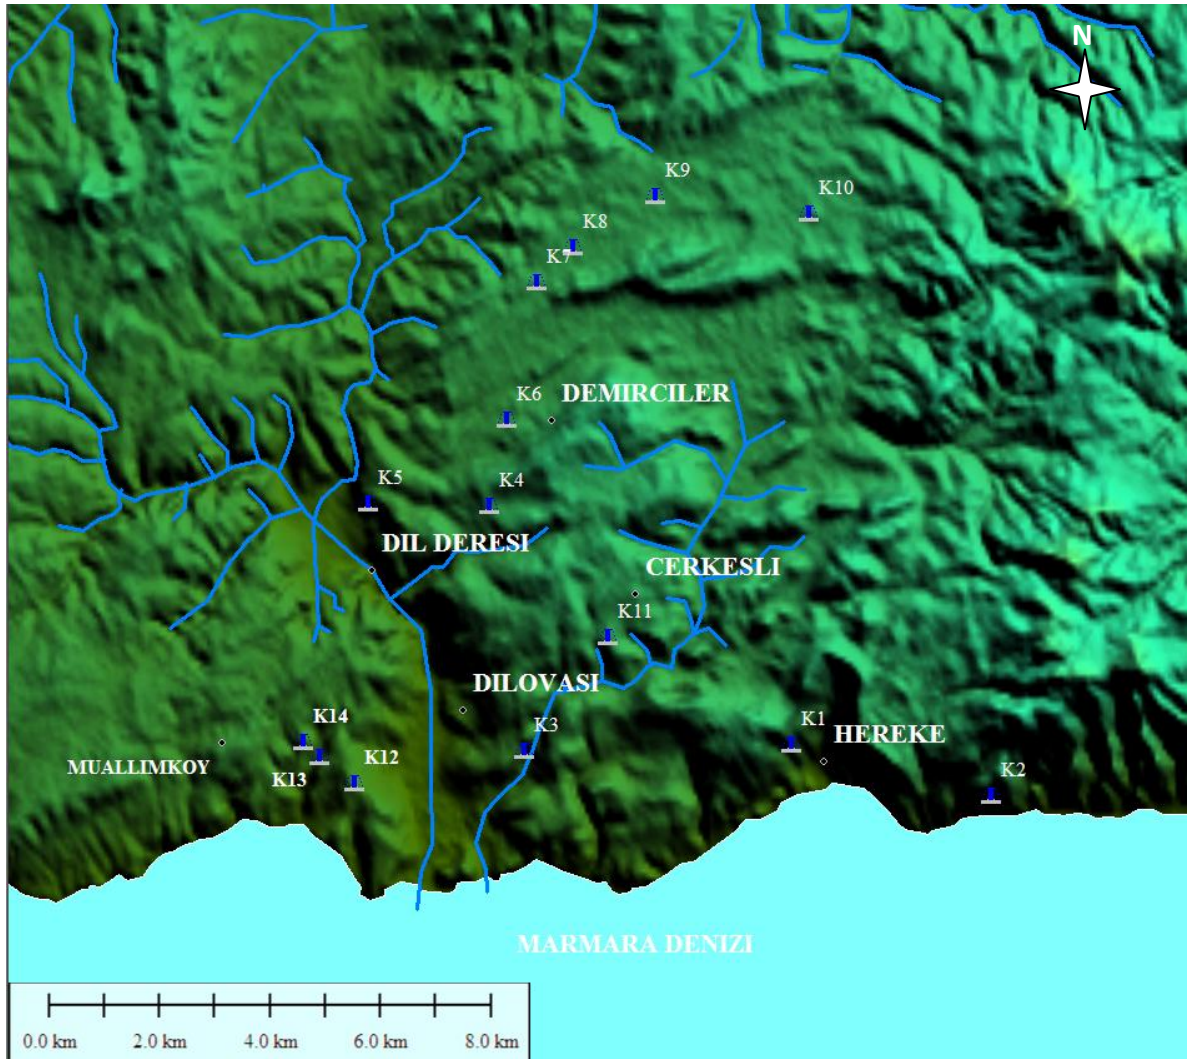 N
K9
K10
K8
K7
K6
DEMIRCILER
K5
K4
DIL DERESI
CERKESLI
K11
DILOVASI
K14
K3
K1
HEREKE
MUALLIMKOY
K13
K12
K2
MARMARA DENIZI
0.0 km 2.0 km 4.0 km 6.0 km 8.0 km